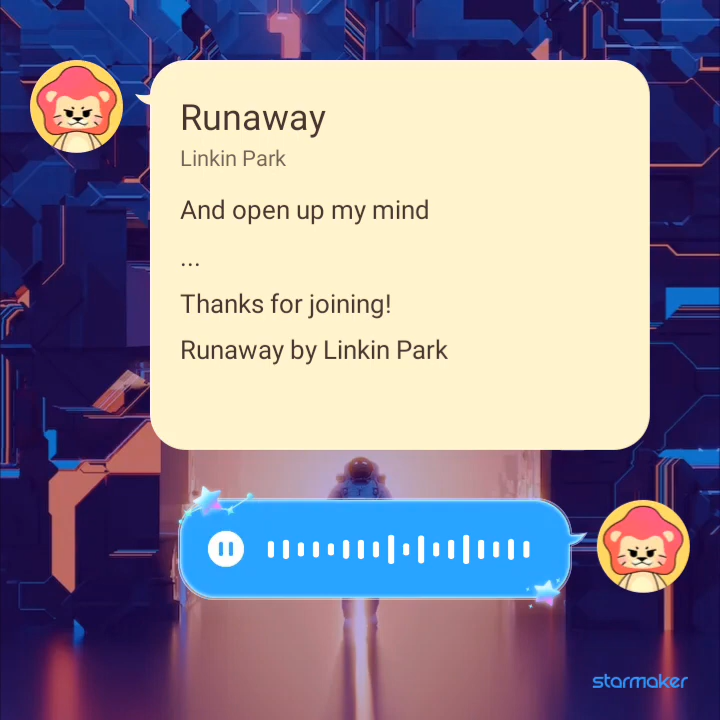 Runaway
Linkin Park
And open up my mind
...
Thanks for joining!
Runaway by Linkin Park
starmaker